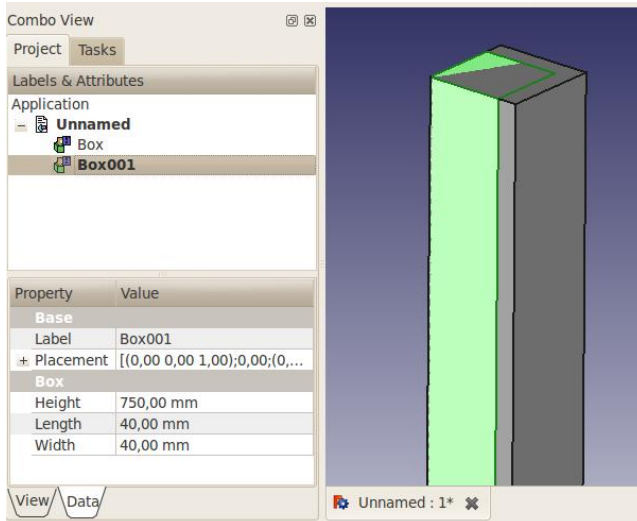 Combo View
Project Tasks
Labels & Attributes
Application
Unnamed
Box
Box001
Property Value
Base
Label Box001
Placement [(0,00 0,00 1,00);0,00;(0,...
Box
Height 750,00 mm
Length 40,00 mm
Width 40,00 mm
View Data
Unnamed : 1*